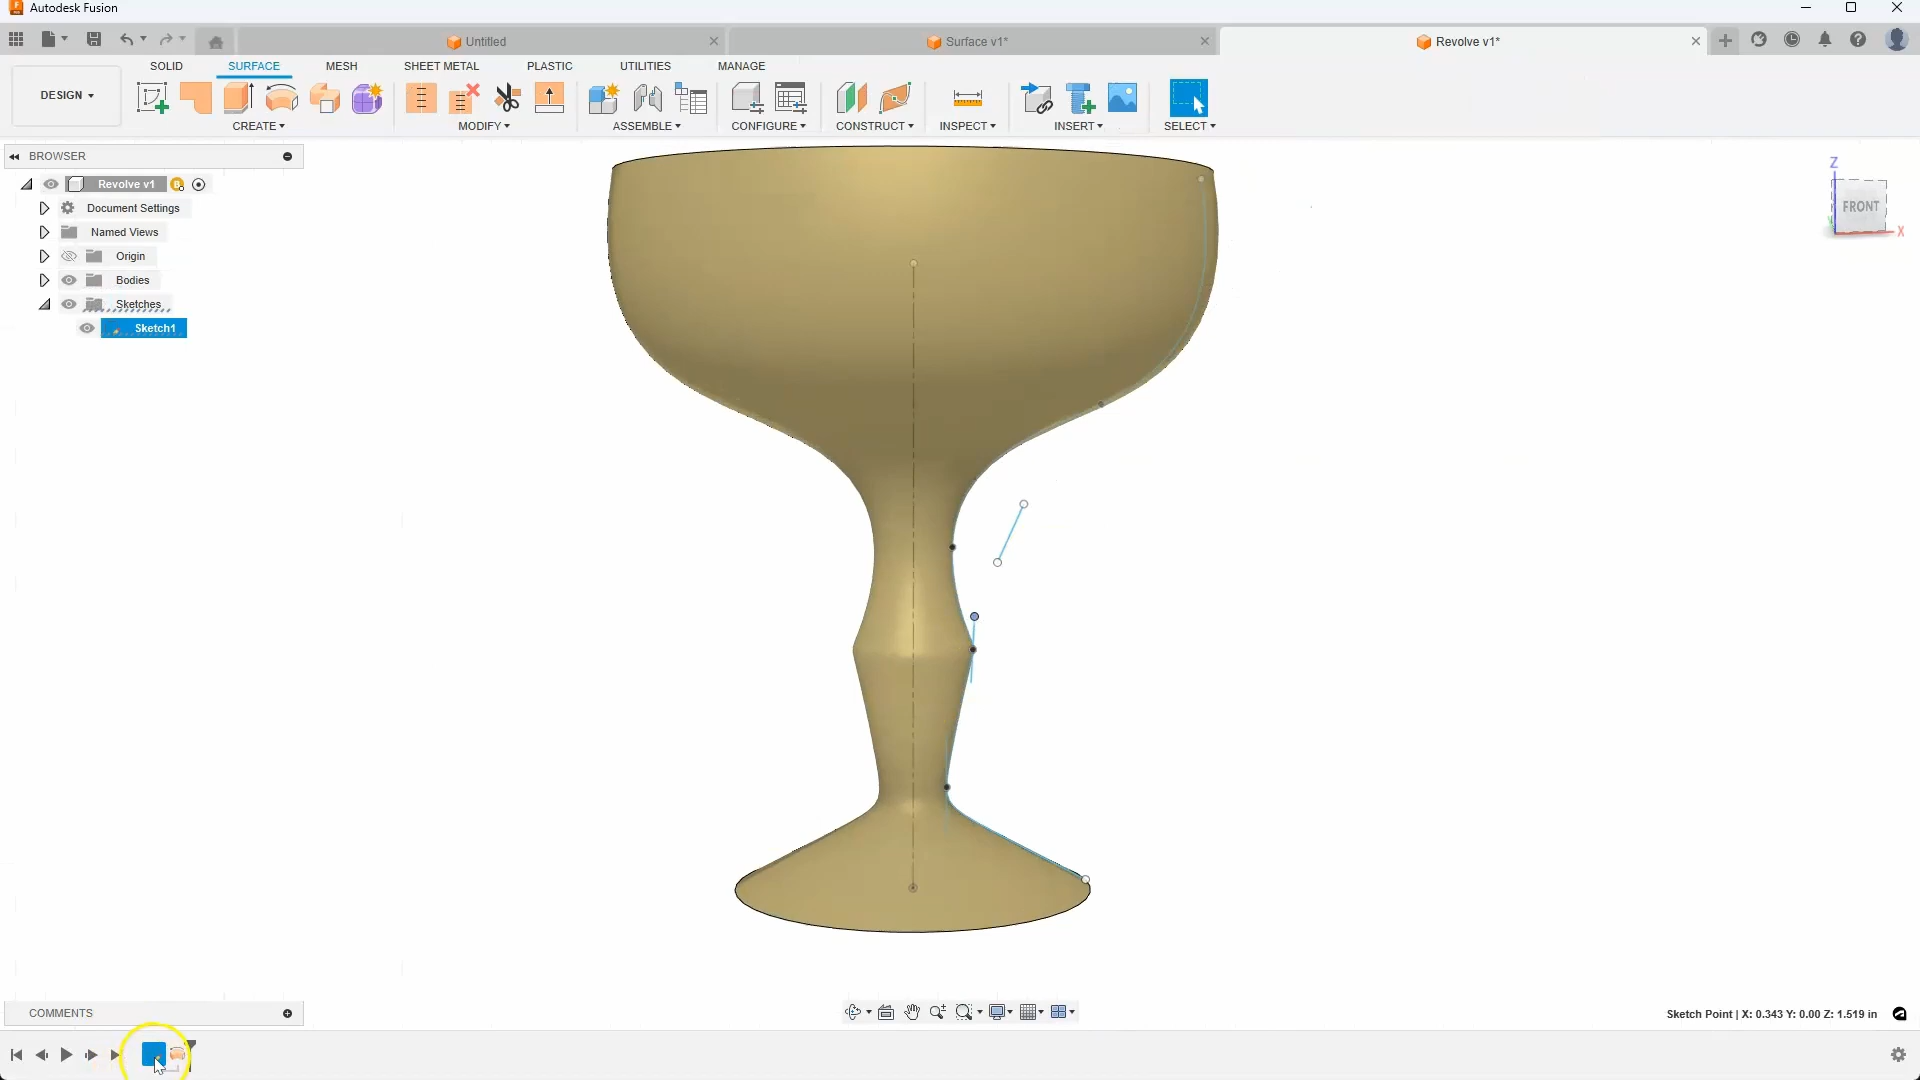 Autodesk Fusion
Untitled
Surface v1*
Revolve v1*
SOLID
SURFACE
MESH
SHEET METAL
PLASTIC
UTILITIES
MANAGE
DESIGN
CREATE
MODIFY
ASSEMBLE
CONFIGURE
CONSTRUCT
INSPECT
INSERT
SELECT
BROWSER
Revolve v1
Document Settings
Named Views
Origin
Bodies
Sketches
Sketch1
Z
FRONT
X
COMMENTS
Sketch Point | X: 0.343 Y: 0.00 Z: 1.519 in